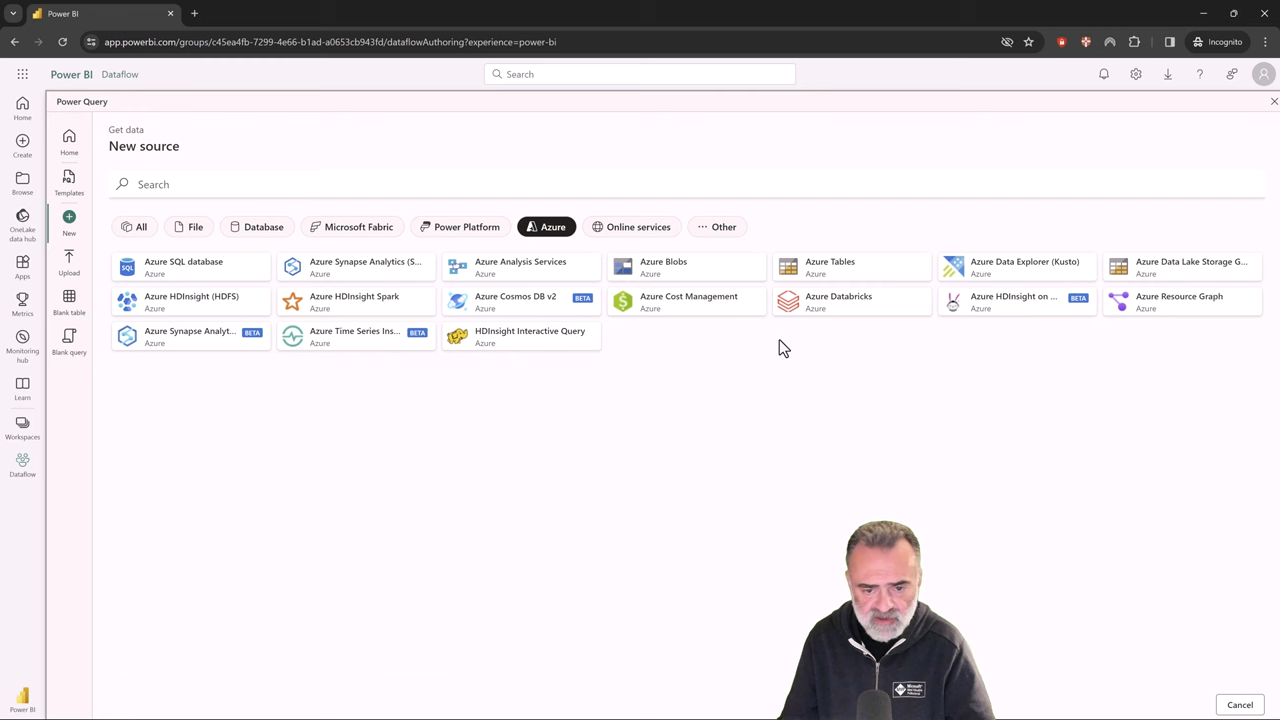 Power BI
app.powerbi.com/groups/c45ea4fb-7299-4e66-b1ad-a0653cb943fd/dataflowAuthoring?experience=power-bi
Incognito
Power BI Dataflow
Search
Home
Create
Browse
OneLake
data hub
Apps
Metrics
Monitoring
hub
Learn
Workspaces
Dataflow
Power BI
Power Query
Home
Templates
New
Upload
Blank table
Blank query
Get data
New source
Search
All
File
Database
Microsoft Fabric
Power Platform
Azure
Online services
Other
Azure SQL database
Azure
Azure Synapse Analytics (S...
Azure
Azure Analysis Services
Azure
Azure Blobs
Azure
Azure Tables
Azure
Azure Data Explorer (Kusto)
Azure
Azure Data Lake Storage G...
Azure
Azure HDInsight (HDFS)
Azure
Azure HDInsight Spark
Azure
Azure Cosmos DB v2 BETA
Azure
Azure Cost Management
Azure
Azure Databricks
Azure
Azure HDInsight on ... BETA
Azure
Azure Resource Graph
Azure
Azure Synapse Analyt... BETA
Azure
Azure Time Series Ins... BETA
Azure
HDInsight Interactive Query
Azure
Cancel